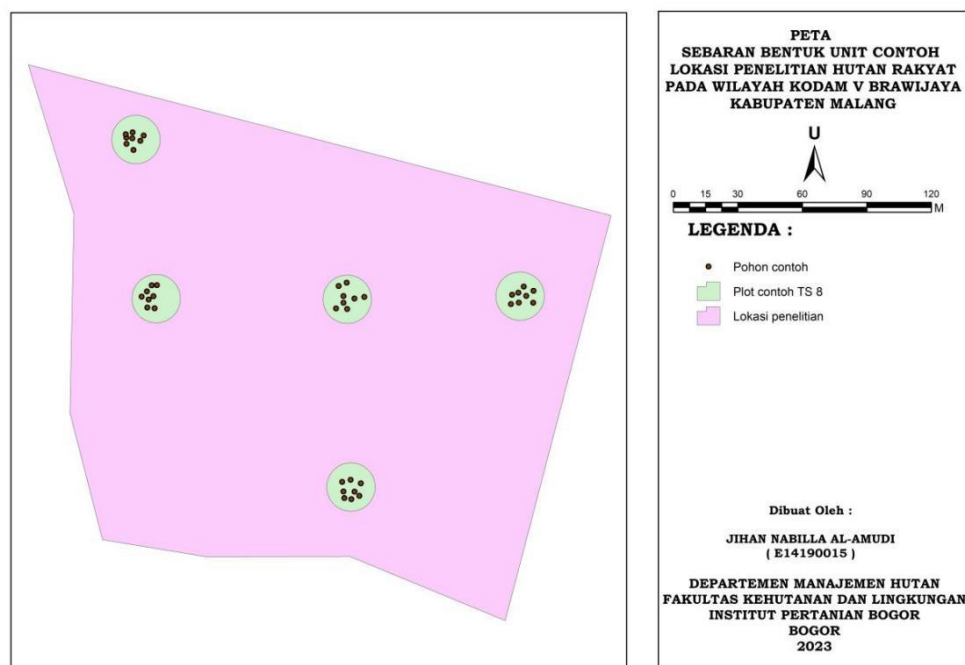 PETA
SEBARAN BENTUK UNIT CONTOH
LOKASI PENELITIAN HUTAN RAKYAT
PADA WILAYAH KODAM V BRAWIJAYA
KABUPATEN MALANG
U
0 15 30 60 90 120
M
LEGENDA :
Pohon contoh
Plot contoh TS 8
Lokasi penelitian
Dibuat Oleh :
JIHAN NABILLA AL-AMUDI
( E14190015 )
DEPARTEMEN MANAJEMEN HUTAN
FAKULTAS KEHUTANAN DAN LINGKUNGAN
INSTITUT PERTANIAN BOGOR
BOGOR
2023